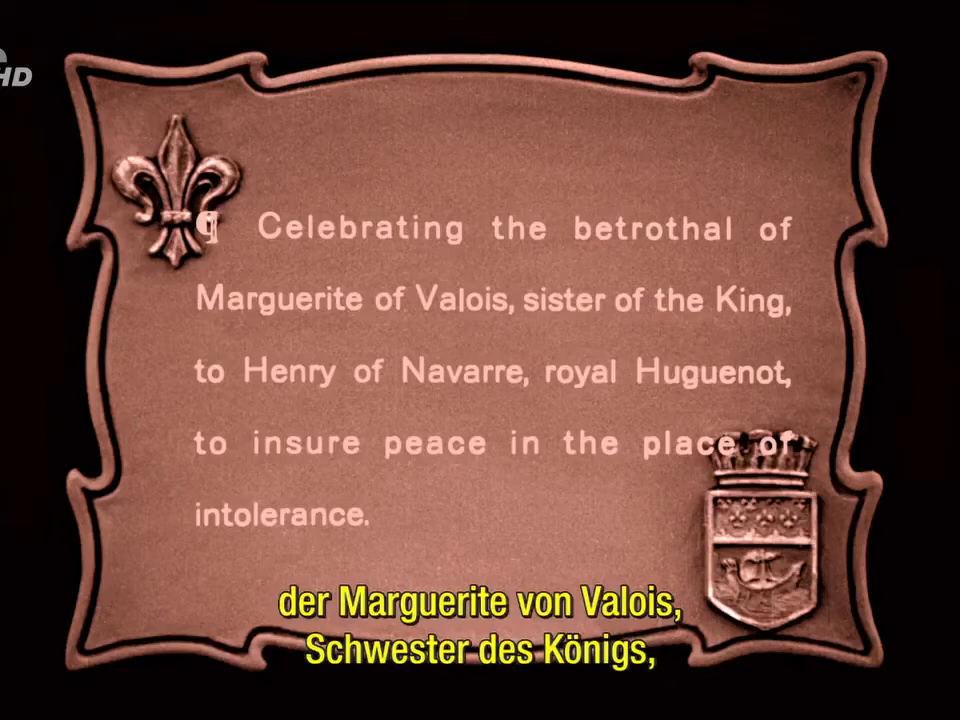 HD
¶ Celebrating the betrothal of
Marguerite of Valois, sister of the King,
to Henry of Navarre, royal Huguenot,
to insure peace in the place of
intolerance.
der Marguerite von Valois,
Schwester des Königs,